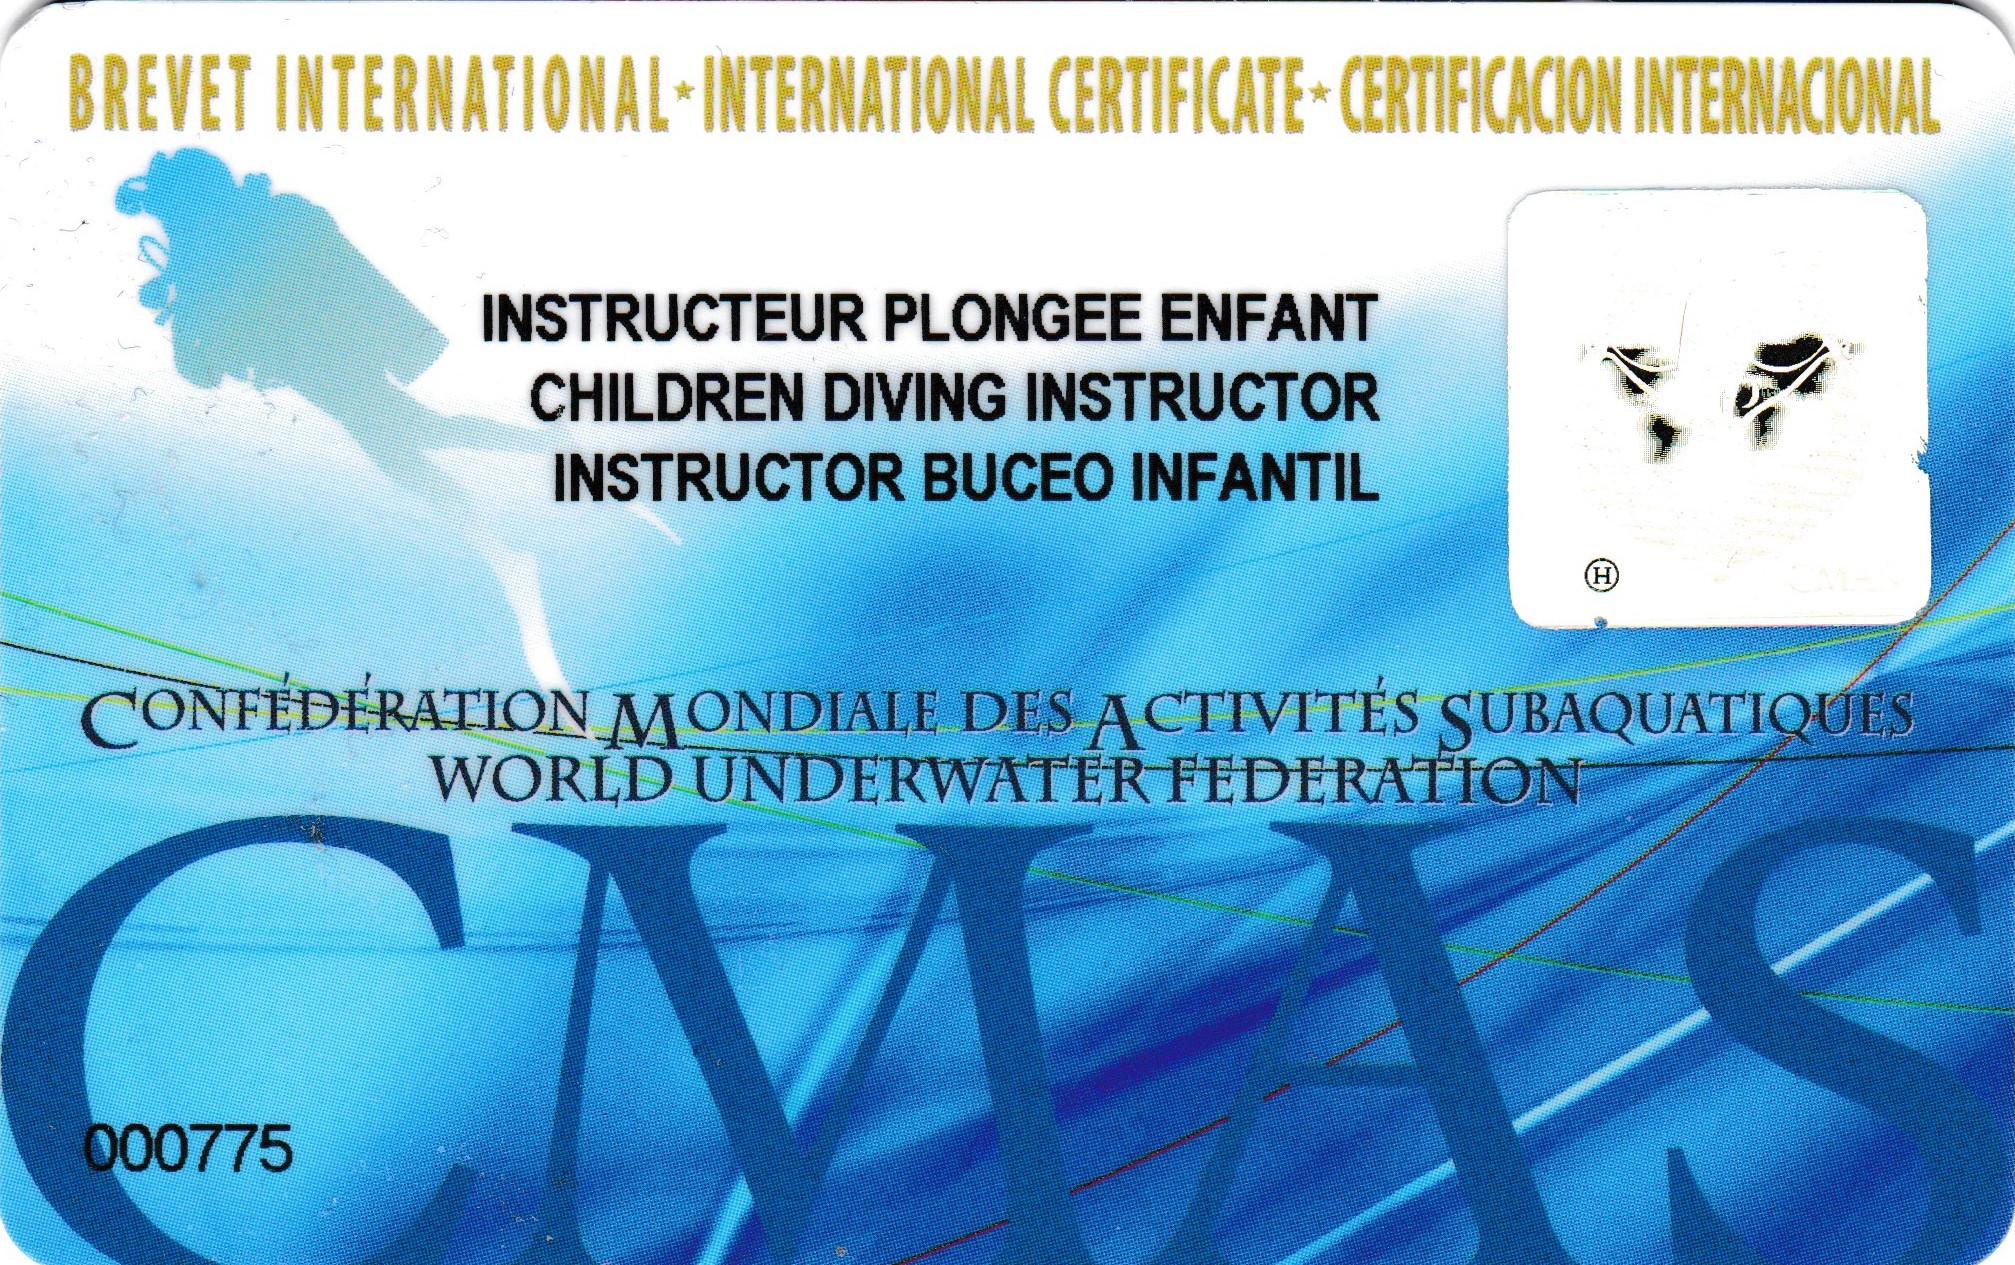 BREVET INTERNATIONAL★INTERNATIONAL CERTIFICATE★CERTIFICACION INTERNACIONAL
INSTRUCTEUR PLONGEE ENFANT
CHILDREN DIVING INSTRUCTOR
INSTRUCTOR BUCEO INFANTIL
Ⓗ
CMAS
CONFÉDÉRATION MONDIALE DES ACTIVITÉS SUBAQUATIQUES
WORLD UNDERWATER FEDERATION
CMAS
000775